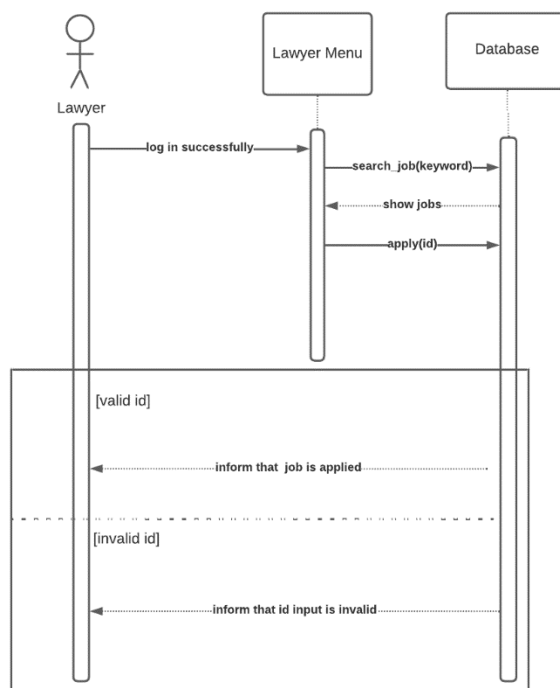 Lawyer Menu
Database
Lawyer
log in successfully
search_job(keyword)
show jobs
apply(id)
[valid id]
inform that job is applied
[invalid id]
inform that id input is invalid